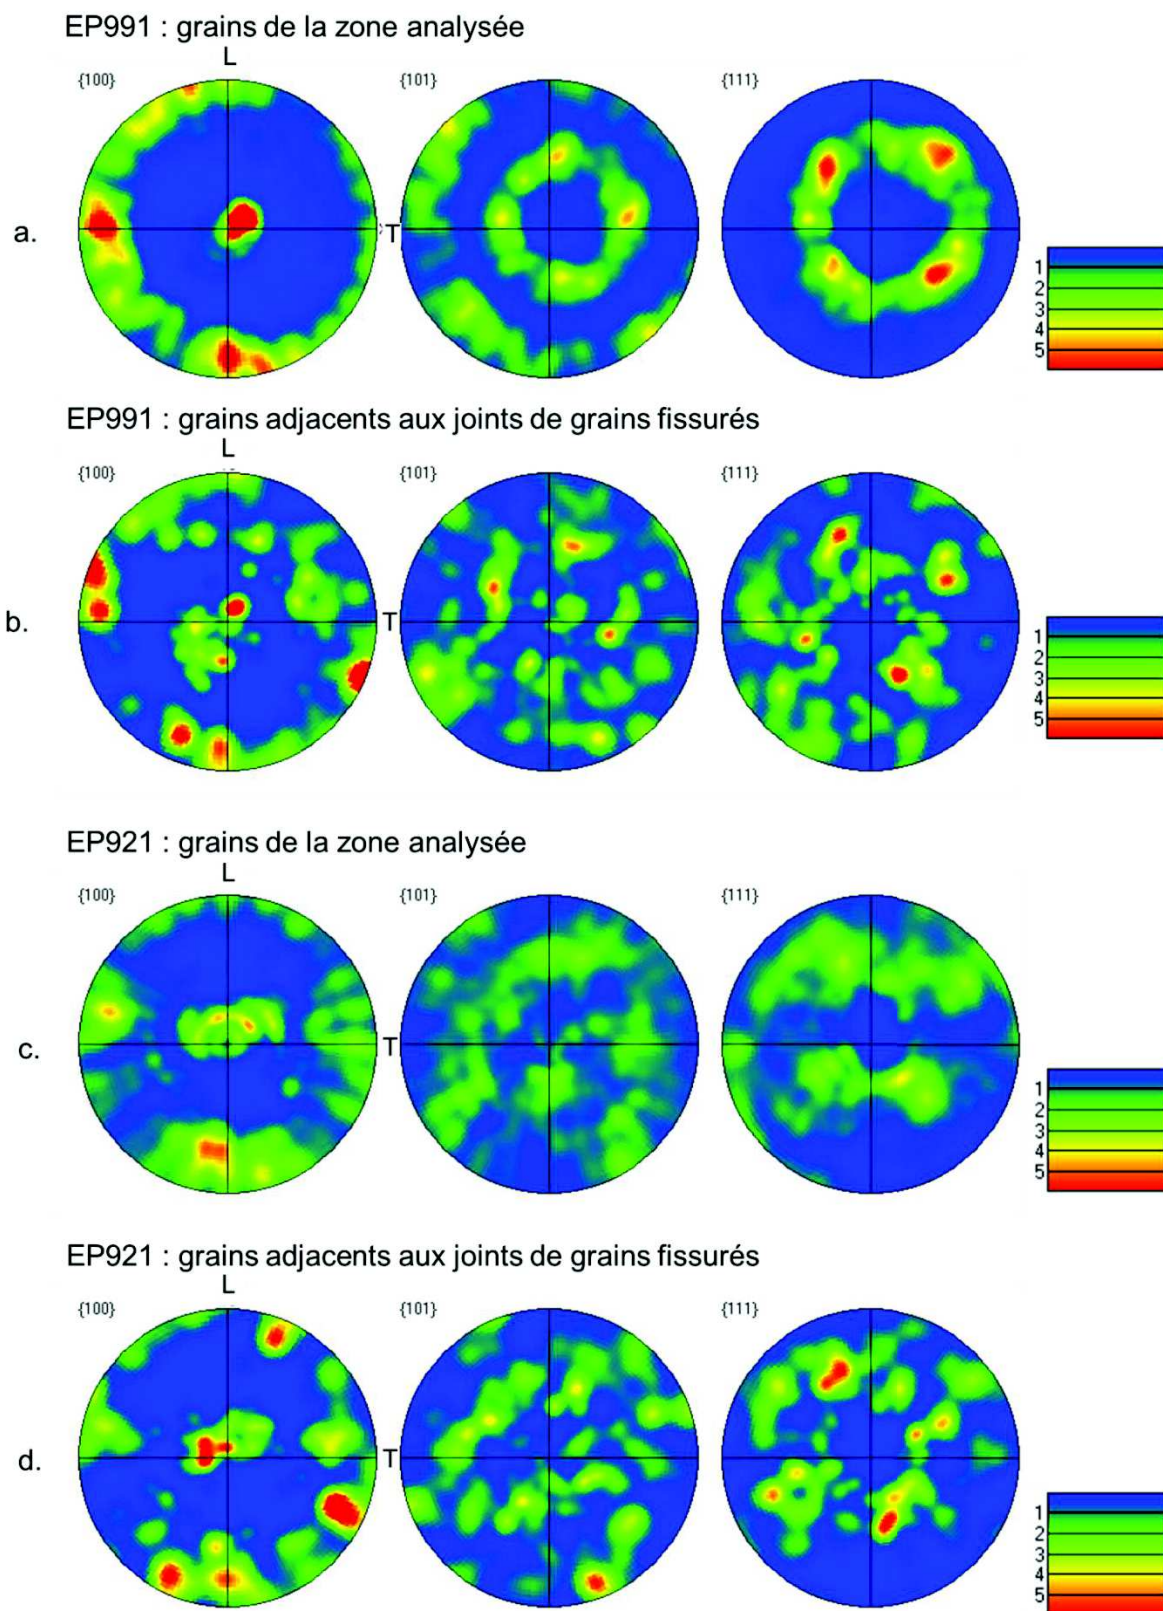 EP991 : grains de la zone analysée
L
{100} {101} {111}
a.
T
1
2
3
4
5
EP991 : grains adjacents aux joints de grains fissurés
L
{100} {101} {111}
b.
T
1
2
3
4
5
EP921 : grains de la zone analysée
L
{100} {101} {111}
c.
T
1
2
3
4
5
EP921 : grains adjacents aux joints de grains fissurés
L
{100} {101} {111}
d.
T
1
2
3
4
5